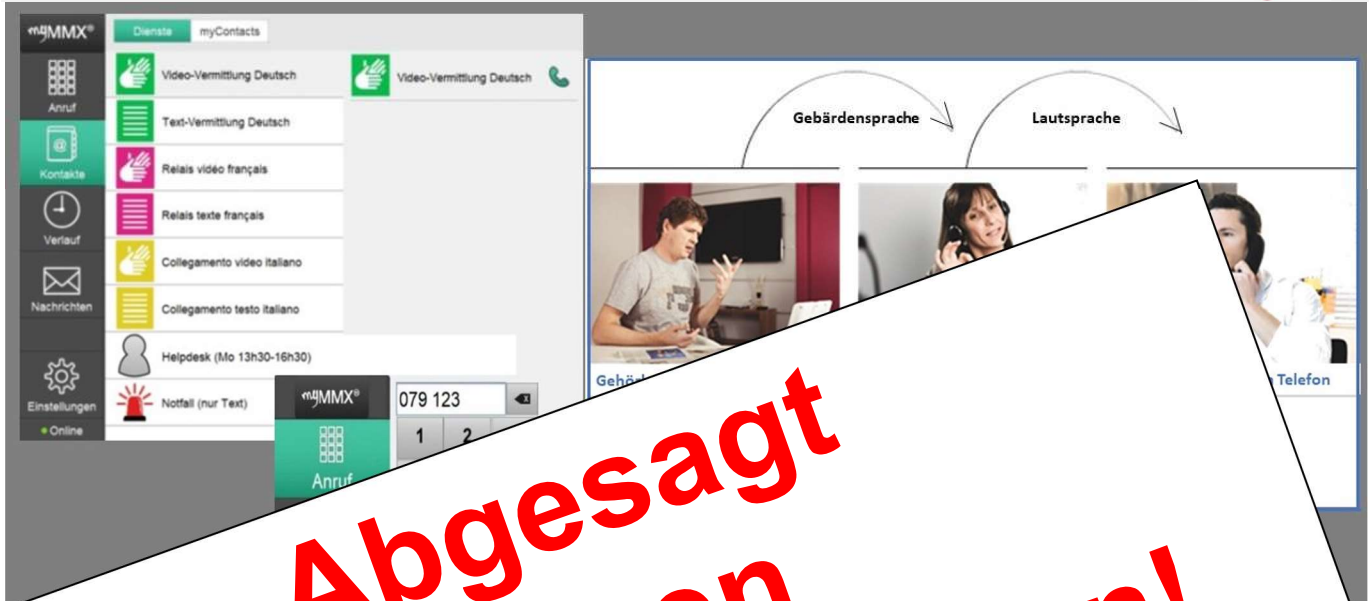 myMMX®
Dienste
myContacts
Anruf
Kontakte
Verlauf
Nachrichten
Einstellungen
Online
Video-Vermittlung Deutsch
Text-Vermittlung Deutsch
Relais vidéo français
Relais texte français
Collegamento video italiano
Collegamento testo italiano
Helpdesk (Mo 13h30-16h30)
Notfall (nur Text)
Video-Vermittlung Deutsch
myMMX®
Anruf
079 123
1 2
Gebärdensprache
Lautsprache
Telefon
Abgesagt